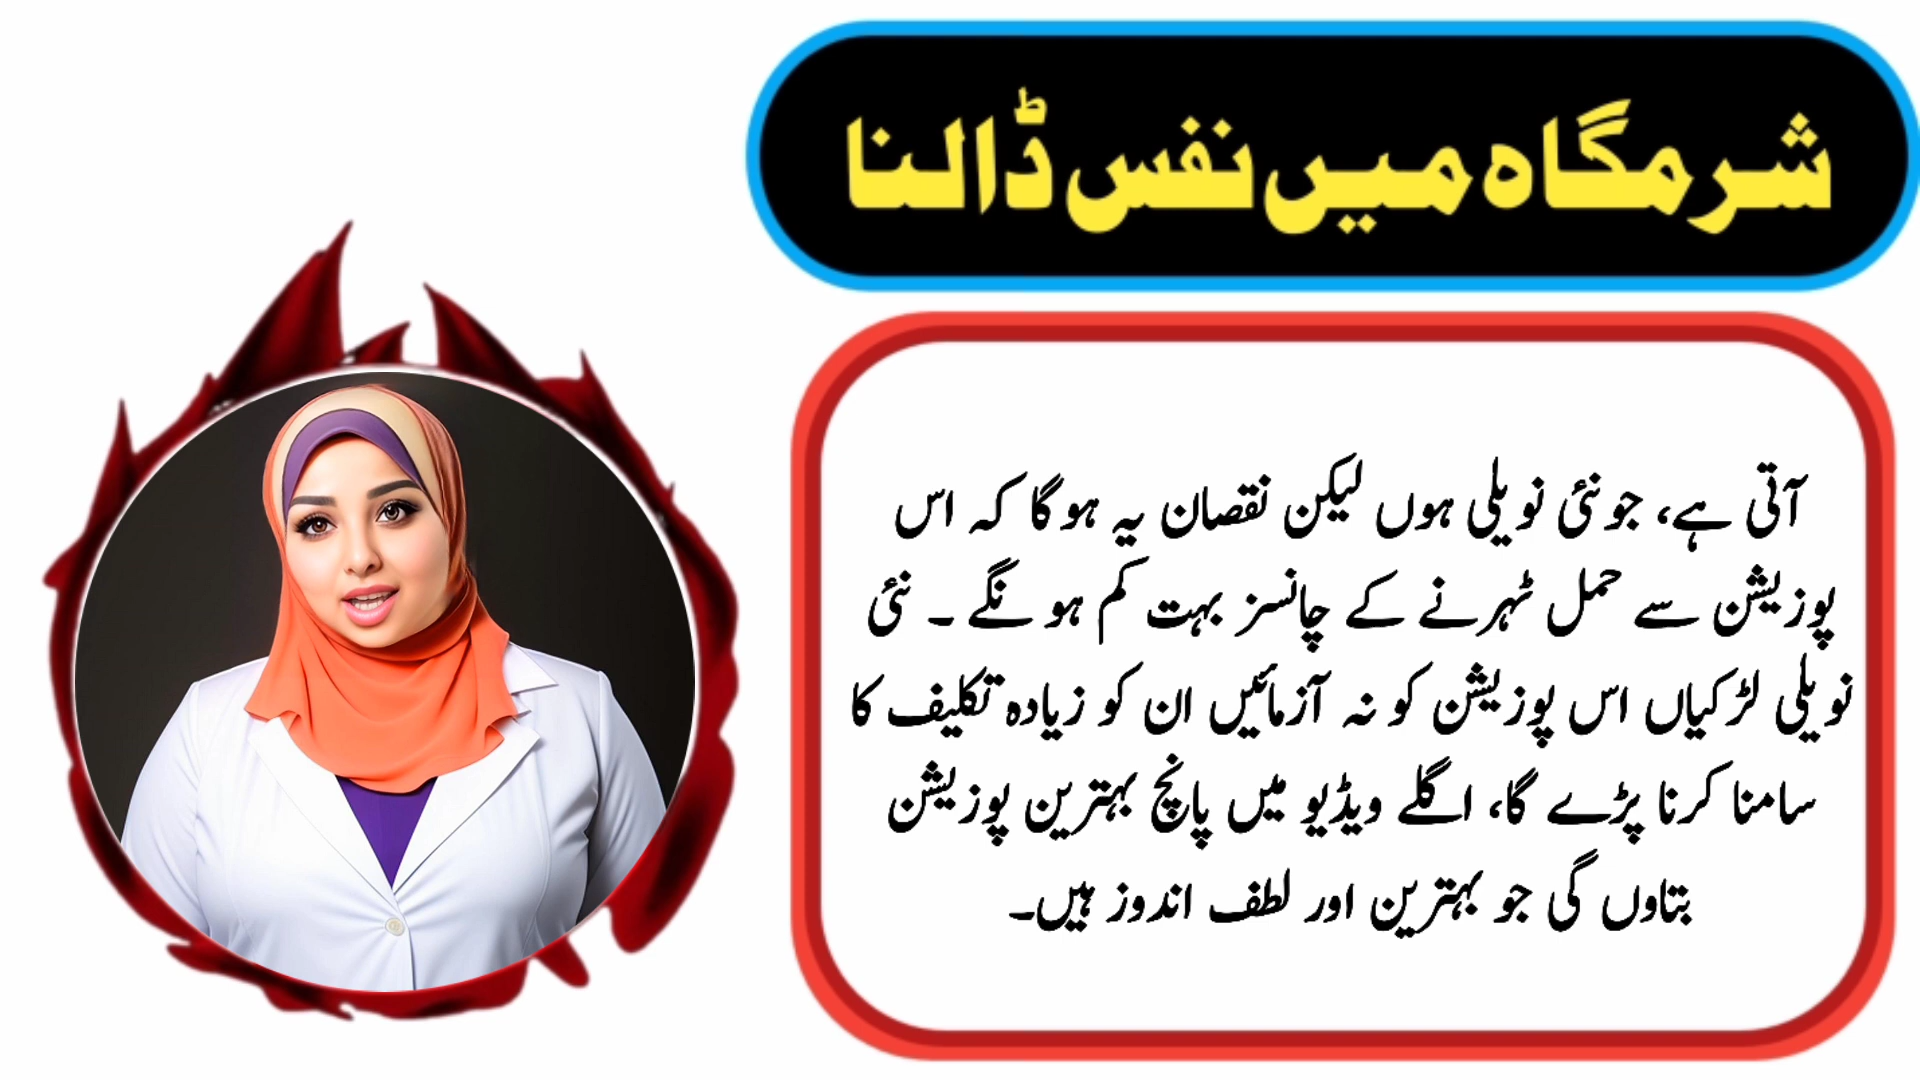 شرمگاہ میں نفس ڈالنا
آتی ہے، جو نئی نویلی ہوں لیکن نقصان یہ ہو گا کہ اس
پوزیشن سے حمل ٹہرنے کے چانسز بہت کم ہو نگے ۔ نئی
نویلی لڑکیاں اس پوزیشن کو نہ آزمائیں ان کو زیادہ تکلیف کا
سامنا کرنا پڑے گا، اگلے ویڈیو میں پانچ بہترین پوزیشن
بتاوں گی جو بہترین اور لطف اندوز ہیں۔